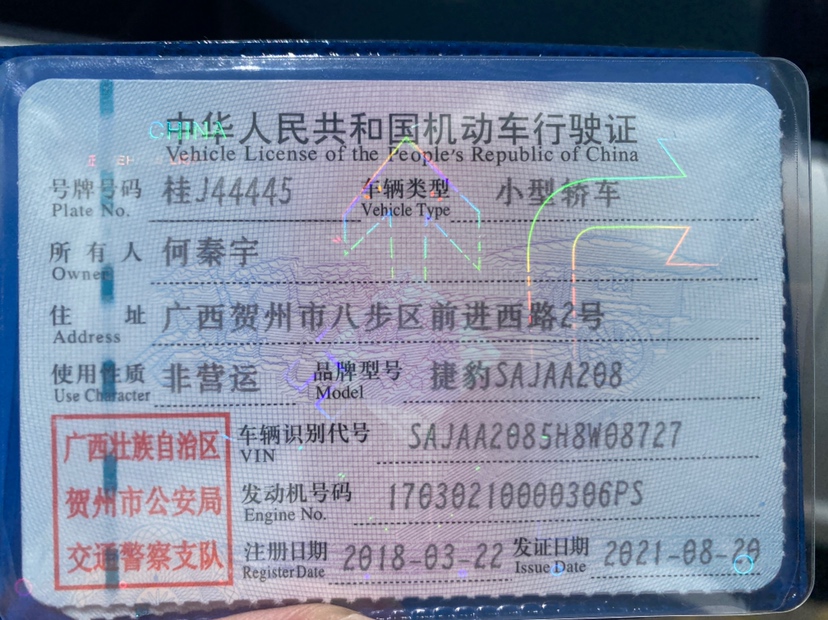 中华人民共和国机动车行驶证
Vehicle License of the People's Republic of China
号牌号码 桂J44445 车辆类型 小型轿车
Plate No. Vehicle Type
所有人 何秦宇
Owner
住址 广西贺州市八步区前进西路2号
Address
使用性质 非营运 品牌型号 捷豹SAJAA208
Use Character Model
广西壮族自治区 车辆识别代号 SAJAA2085H8W08727
VIN
贺州市公安局 发动机号码 17030210000306PS
Engine No.
交通警察支队 注册日期 2018-03-22 发证日期 2021-08-20
Register Date Issue Date
CHINA